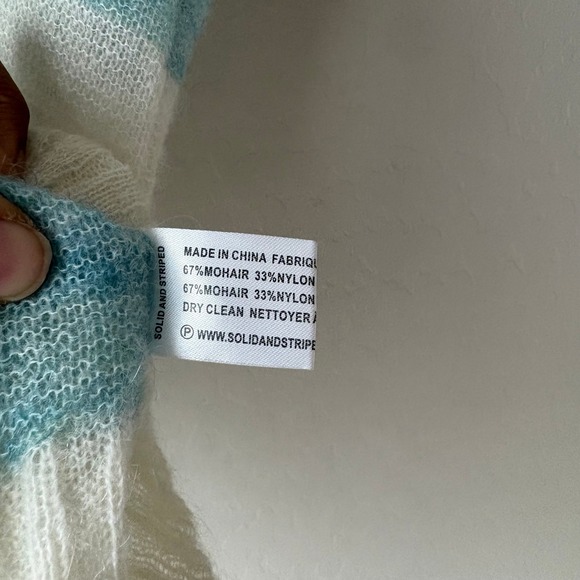 SOLID AND STRIPED
MADE IN CHINA FABRIQU
67%MOHAIR 33%NYLON
67%MOHAIR 33%NYLON
DRY CLEAN NETTOYER À
Ⓟ WWW.SOLIDANDSTRIPE